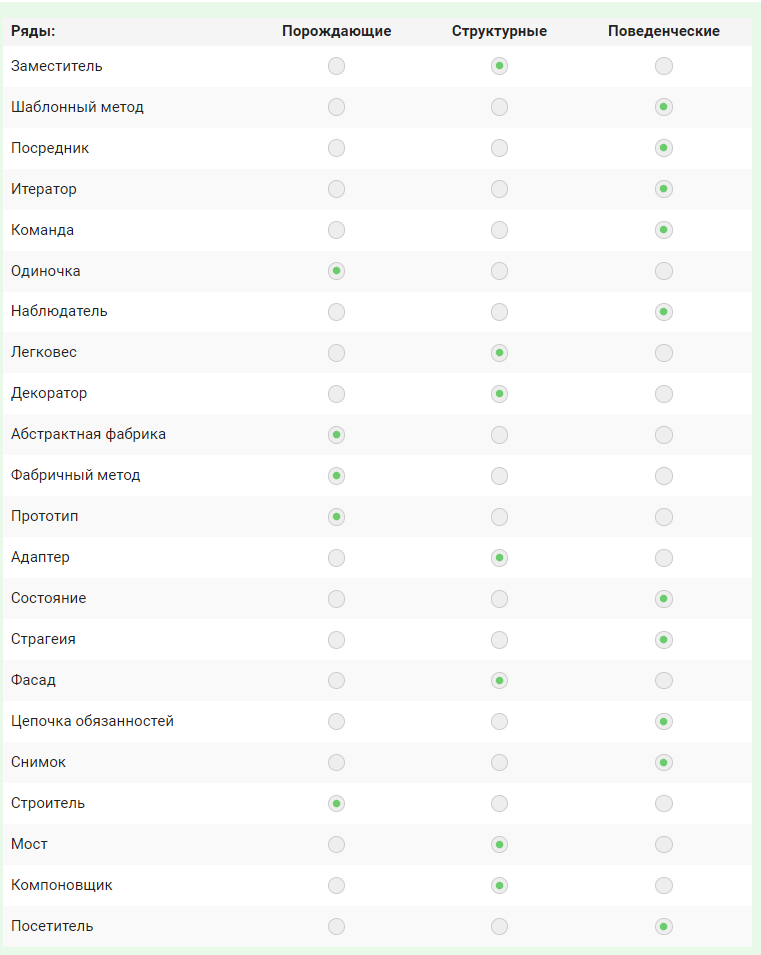 Ряды: Порождающие Структурные Поведенческие
Заместитель
Шаблонный метод
Посредник
Итератор
Команда
Одиночка
Наблюдатель
Легковес
Декоратор
Абстрактная фабрика
Фабричный метод
Прототип
Адаптер
Состояние
Страгеия
Фасад
Цепочка обязанностей
Снимок
Строитель
Мост
Компоновщик
Посетитель